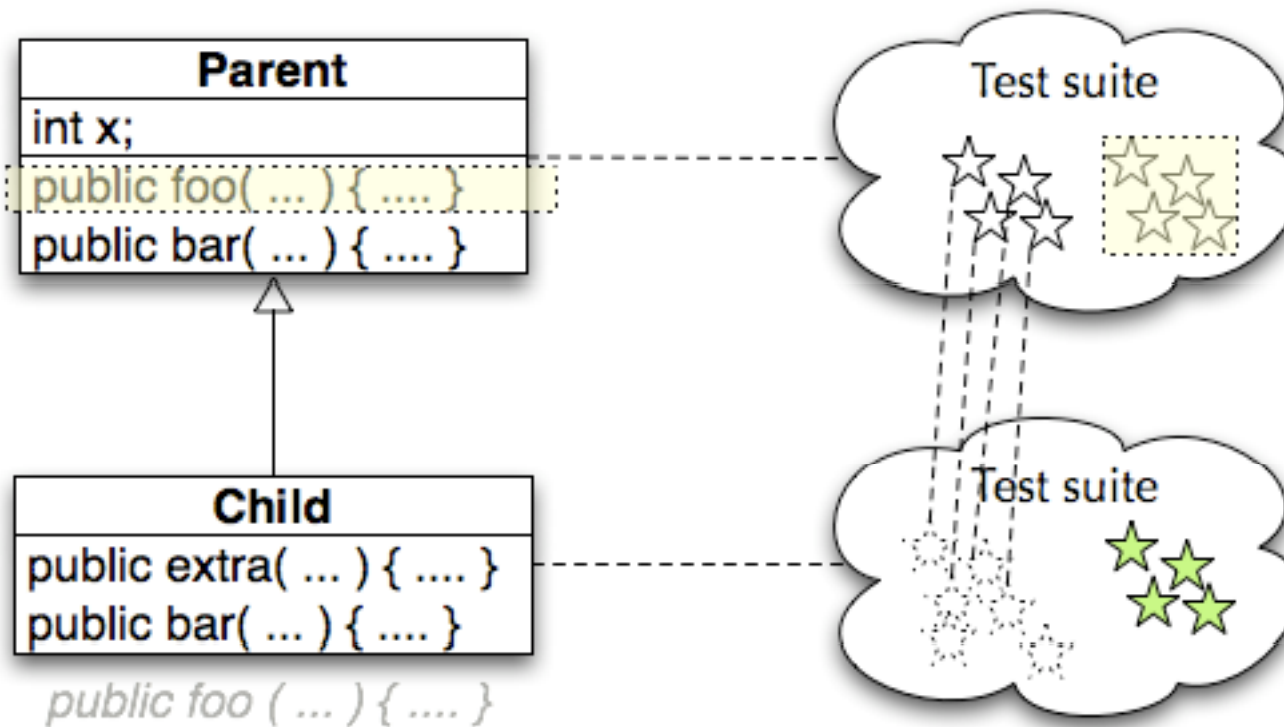 Parent
int x;
public foo( ... ) { .... }
public bar( ... ) { .... }
Test suite
Child
public extra( ... ) { .... }
public bar( ... ) { .... }
public foo ( ... ) { .... }
Test suite